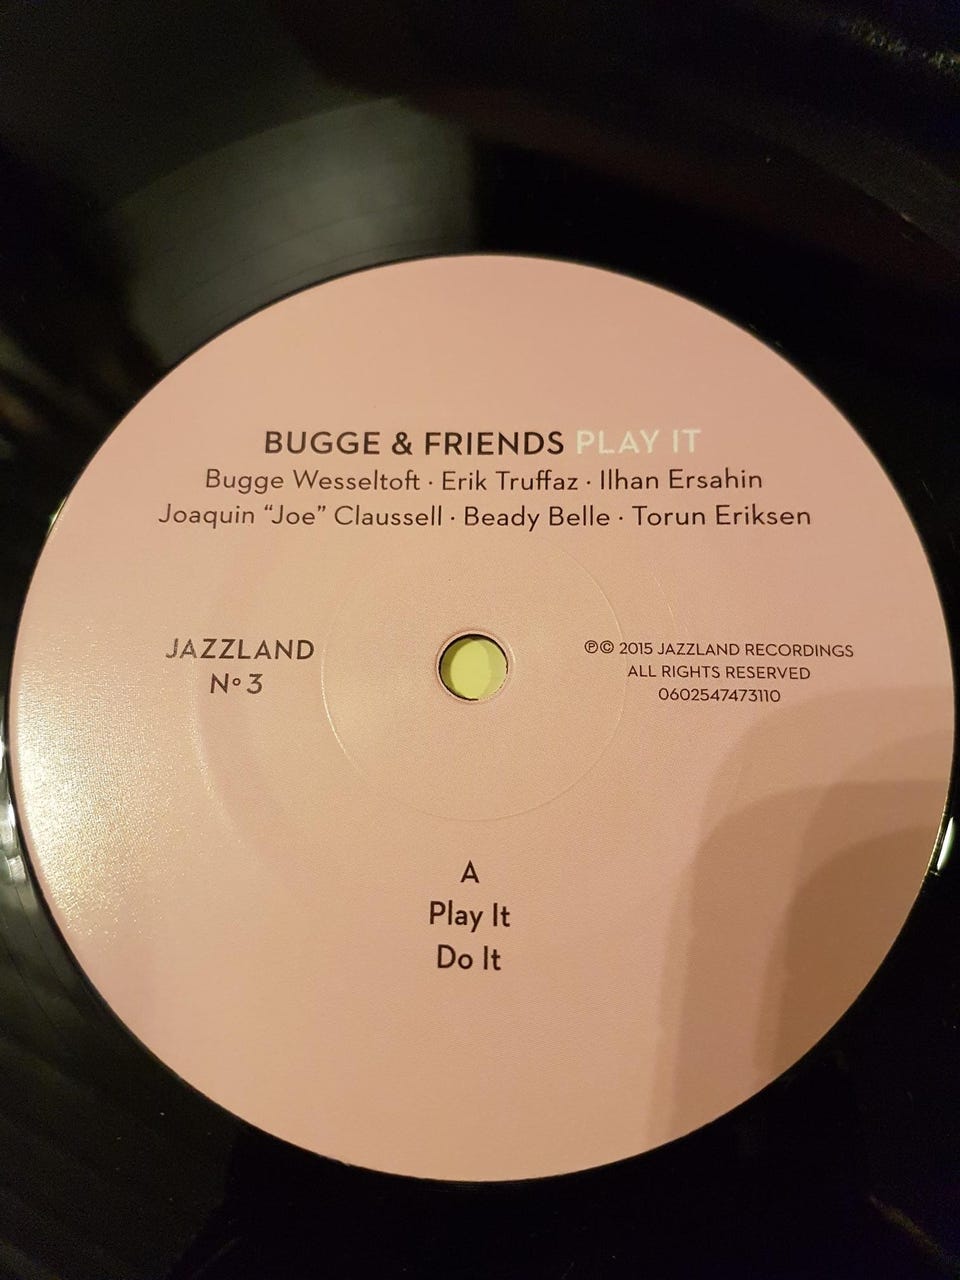 BUGGE & FRIENDS PLAY IT
Bugge Wesseltoft · Erik Truffaz · Ilhan Ersahin
Joaquin “Joe” Claussell · Beady Belle · Torun Eriksen
JAZZLAND
Nº 3
℗© 2015 JAZZLAND RECORDINGS
ALL RIGHTS RESERVED
0602547473110
A
Play It
Do It